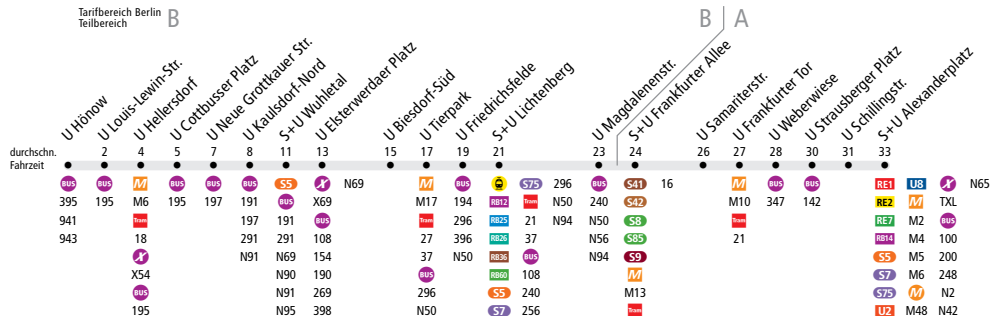 Tarifbereich Berlin B
Teilbereich
B A
U Hönow
U Louis-Lewin-Str.
U Hellersdorf
U Cottbusser Platz
U Neue Grottkauer Str.
U Kaulsdorf-Nord
S+U Wuhletal
U Elsterwerdaer Platz
U Biesdorf-Süd
U Tierpark
U Friedrichsfelde
S+U Lichtenberg
U Magdalenenstr.
S+U Frankfurter Allee
U Samariterstr.
U Frankfurter Tor
U Weberwiese
U Strausberger Platz
U Schillingstr.
S+U Alexanderplatz
durchschn. 2 4 5 7 8 11 13 15 17 19 21 23 24 26 27 28 30 31 33
Fahrzeit
BUS BUS M BUS BUS BUS S5 X N69 M BUS S75 296 BUS S41 16 M BUS BUS RE1 U8 X N65
395 195 M6 195 197 191 BUS X69 M17 194 RB12 Tram N50 240 S42 M10 347 142 RE2 M TXL
941 Tram 197 191 BUS Tram 296 RB25 21 N94 N50 S8 Tram RE7 M2 BUS
943 18 291 291 108 27 396 RB26 37 N56 S85 21 RB14 M4 100
X N91 N69 154 37 N50 RB36 BUS N94 S9 S5 M5 200
X54 N90 190 BUS RB60 108 M S7 M6 248
BUS N91 269 296 S5 240 M13 S75 M N2
195 N95 398 N50 S7 256 Tram U2 M48 N42